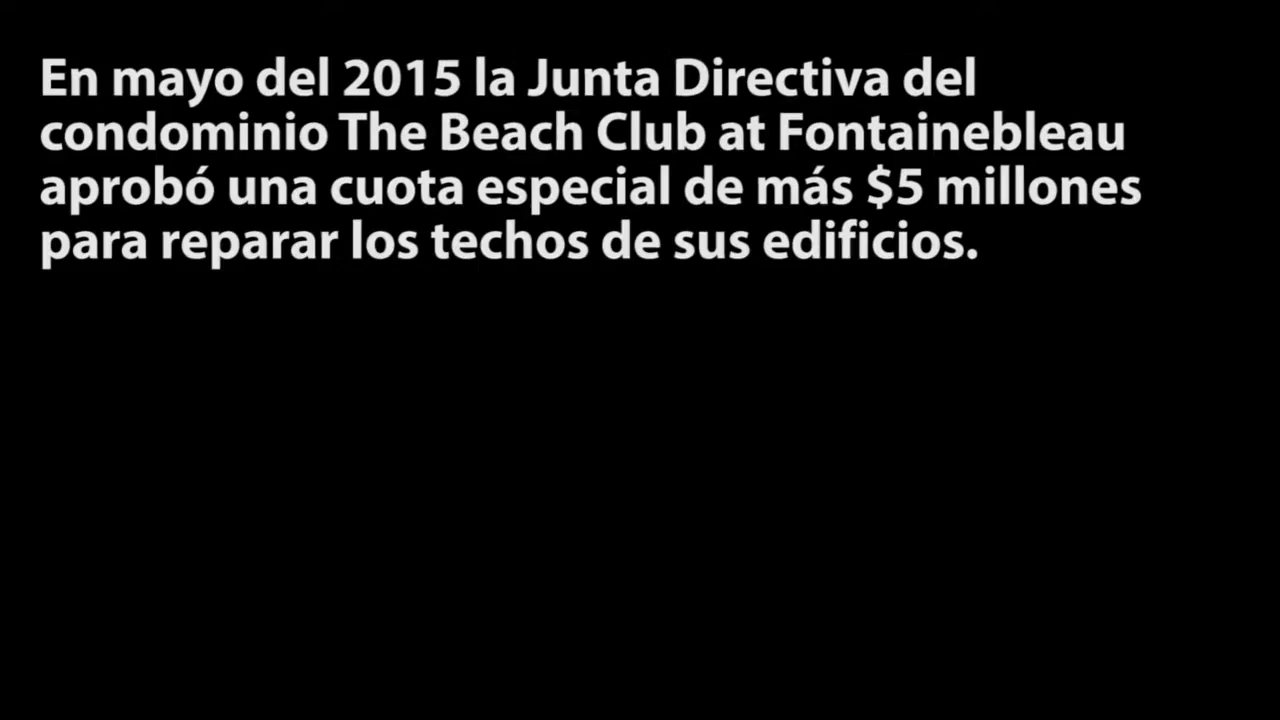 En mayo del 2015 la Junta Directiva del
condominio The Beach Club at Fontainebleau
aprobó una cuota especial de más $5 millones
para reparar los techos de sus edificios.